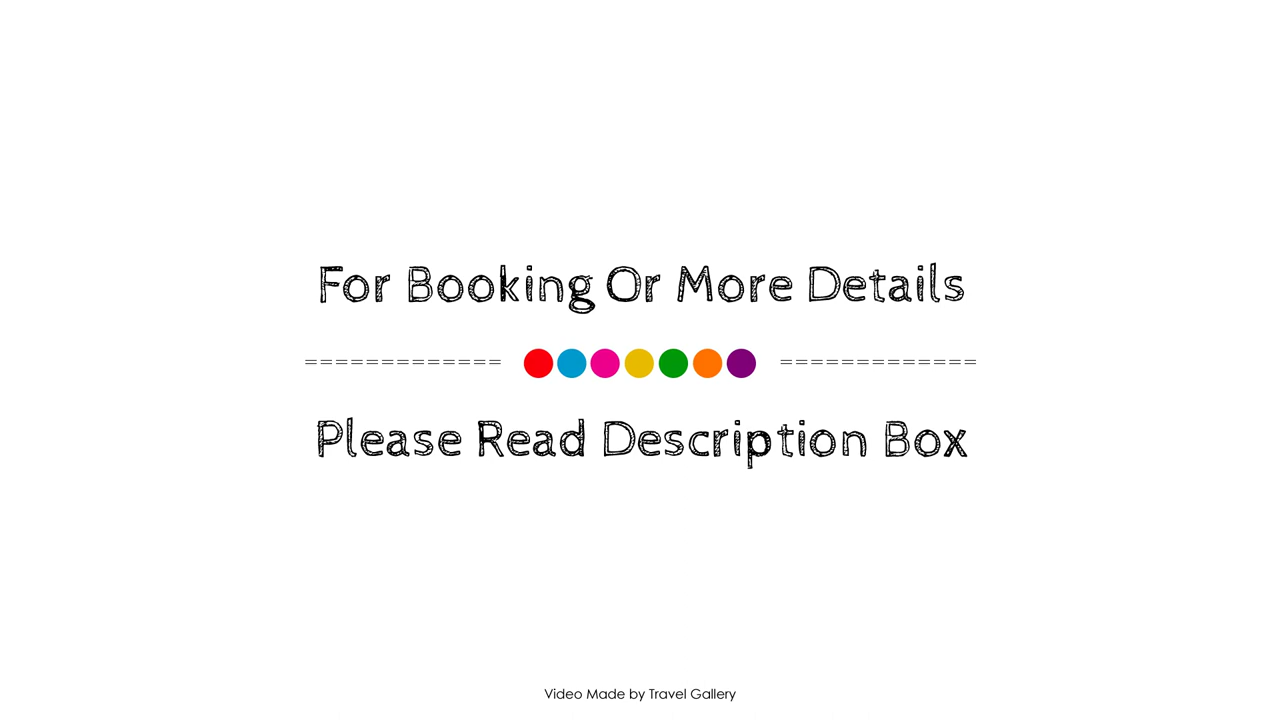 For Booking Or More Details
============= =============
Please Read Description Box
Video Made by Travel Gallery